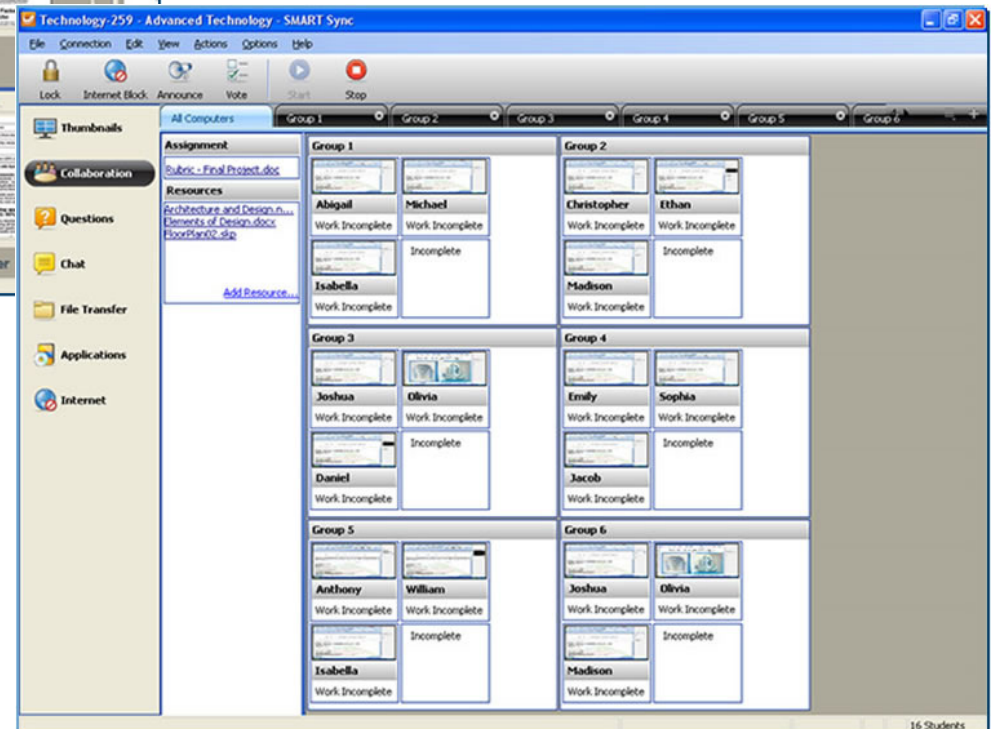 Technology-259 - Advanced Technology - SMART Sync
File Connection Edit View Actions Options Help
Lock Internet Block Announce Vote Start Stop
All Computers Group 1 Group 2 Group 3 Group 4 Group 5 Group 6
Thumbnails
Collaboration
Questions
Chat
File Transfer
Applications
Internet
Assignment
Rubric - Final Project.doc
Resources
Architecture and Design.n...
Elements of Design.docx
FloorPlan02.skp
Add Resource...
Group 1
Abigail Michael
Work Incomplete Work Incomplete
Incomplete
Isabella
Work Incomplete
Group 2
Christopher Ethan
Work Incomplete Work Incomplete
Incomplete
Madison
Work Incomplete
Group 3
Joshua Olivia
Work Incomplete Work Incomplete
Incomplete
Daniel
Work Incomplete
Group 4
Emily Sophia
Work Incomplete Work Incomplete
Incomplete
Jacob
Work Incomplete
Group 5
Anthony William
Work Incomplete Work Incomplete
Incomplete
Isabella
Work Incomplete
Group 6
Joshua Olivia
Work Incomplete Work Incomplete
Incomplete
Madison
Work Incomplete
16 Students